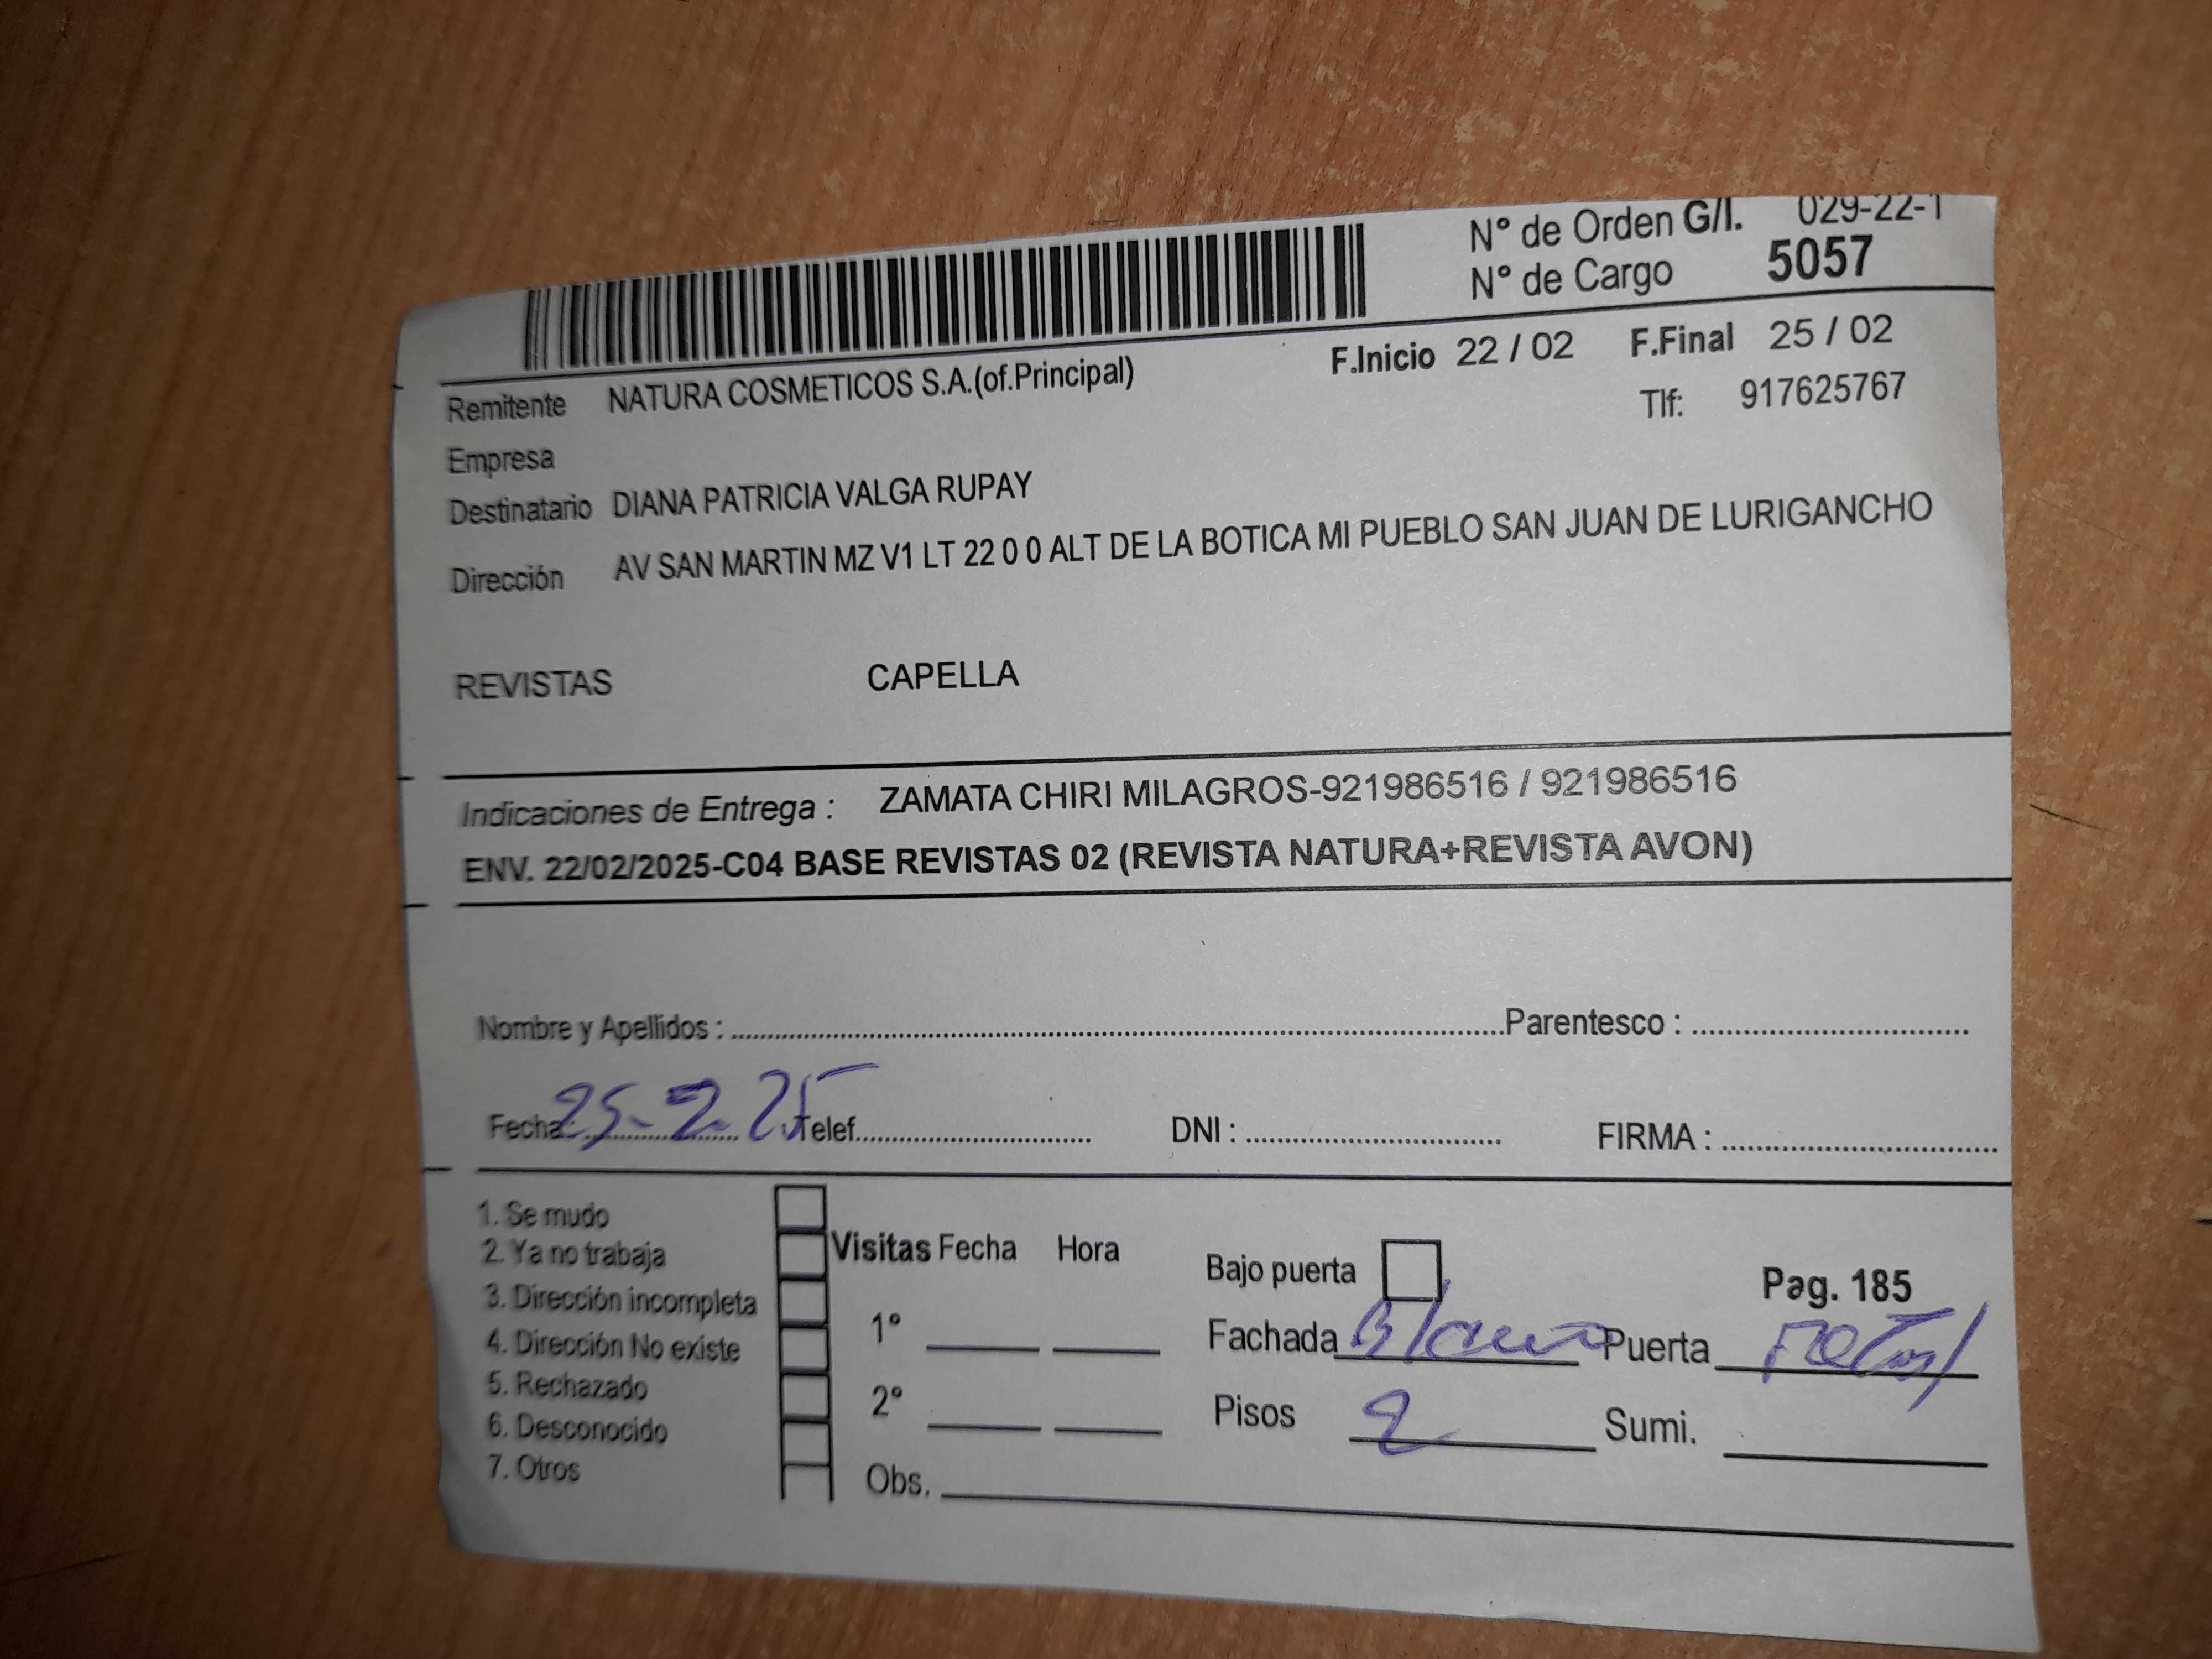 N° de Orden G/I. 029-22-1
N° de Cargo 5057
F.Inicio 22 / 02 F.Final 25 / 02
Remitente NATURA COSMETICOS S.A.(of.Principal)
Tlf: 917625767
Empresa
Destinatario DIANA PATRICIA VALGA RUPAY
Dirección AV SAN MARTIN MZ V1 LT 22 0 0 ALT DE LA BOTICA MI PUEBLO SAN JUAN DE LURIGANCHO
REVISTAS CAPELLA
Indicaciones de Entrega : ZAMATA CHIRI MILAGROS-921986516 / 921986516
ENV. 22/02/2025-C04 BASE REVISTAS 02 (REVISTA NATURA+REVISTA AVON)
Nombre y Apellidos : Parentesco :
Fecha: 25-2-25 Telef. DNI : FIRMA :
1. Se mudo
2. Ya no trabaja
3. Dirección incompleta
4. Dirección No existe
5. Rechazado
6. Desconocido
7. Otros
Visitas Fecha Hora
1°
2°
Obs.
Bajo puerta
Pag. 185
Fachada Blanco Puerta
Pisos 2 Sumi.